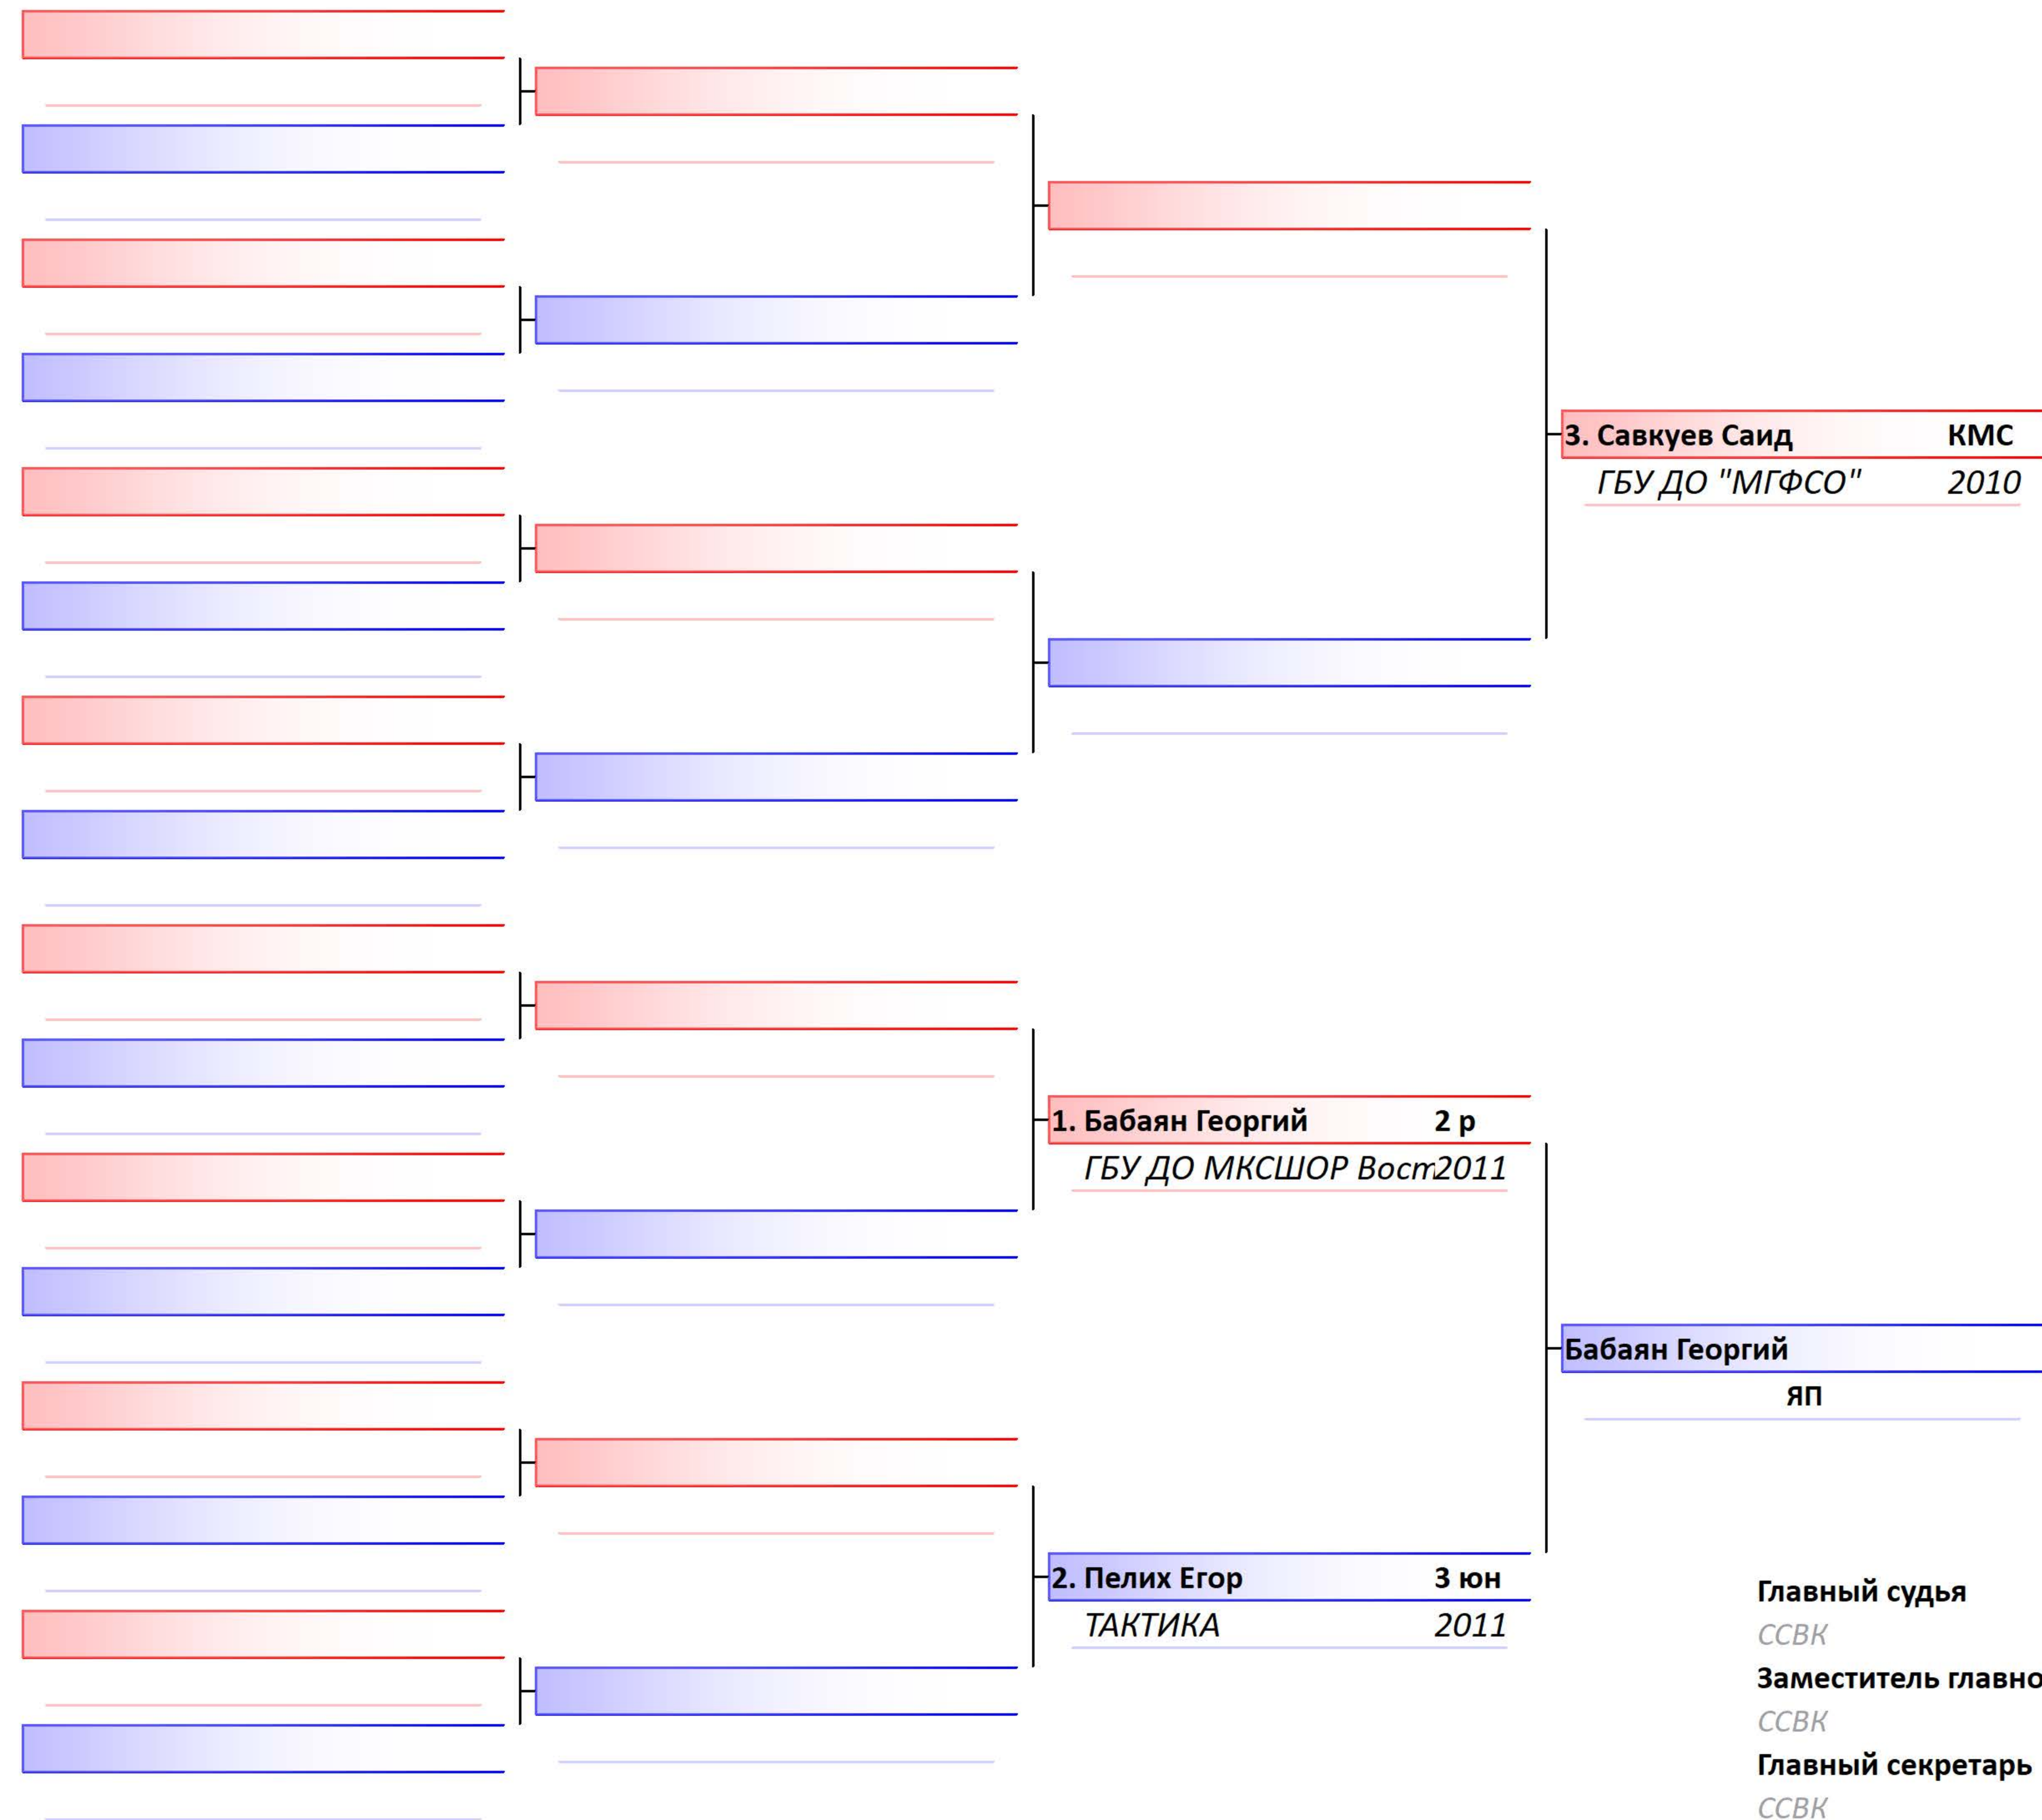 3. Савкуев Саид КМС
ГБУ ДО "МГФСО" 2010
1. Бабаян Георгий 2 р
ГБУ ДО МКСШОР Вост 2011
Бабаян Георгий
ЯП
2. Пелих Егор 3 юн
ТАКТИКА 2011
Главный судья
ССВК
Заместитель главно
ССВК
Главный секретарь
ССВК